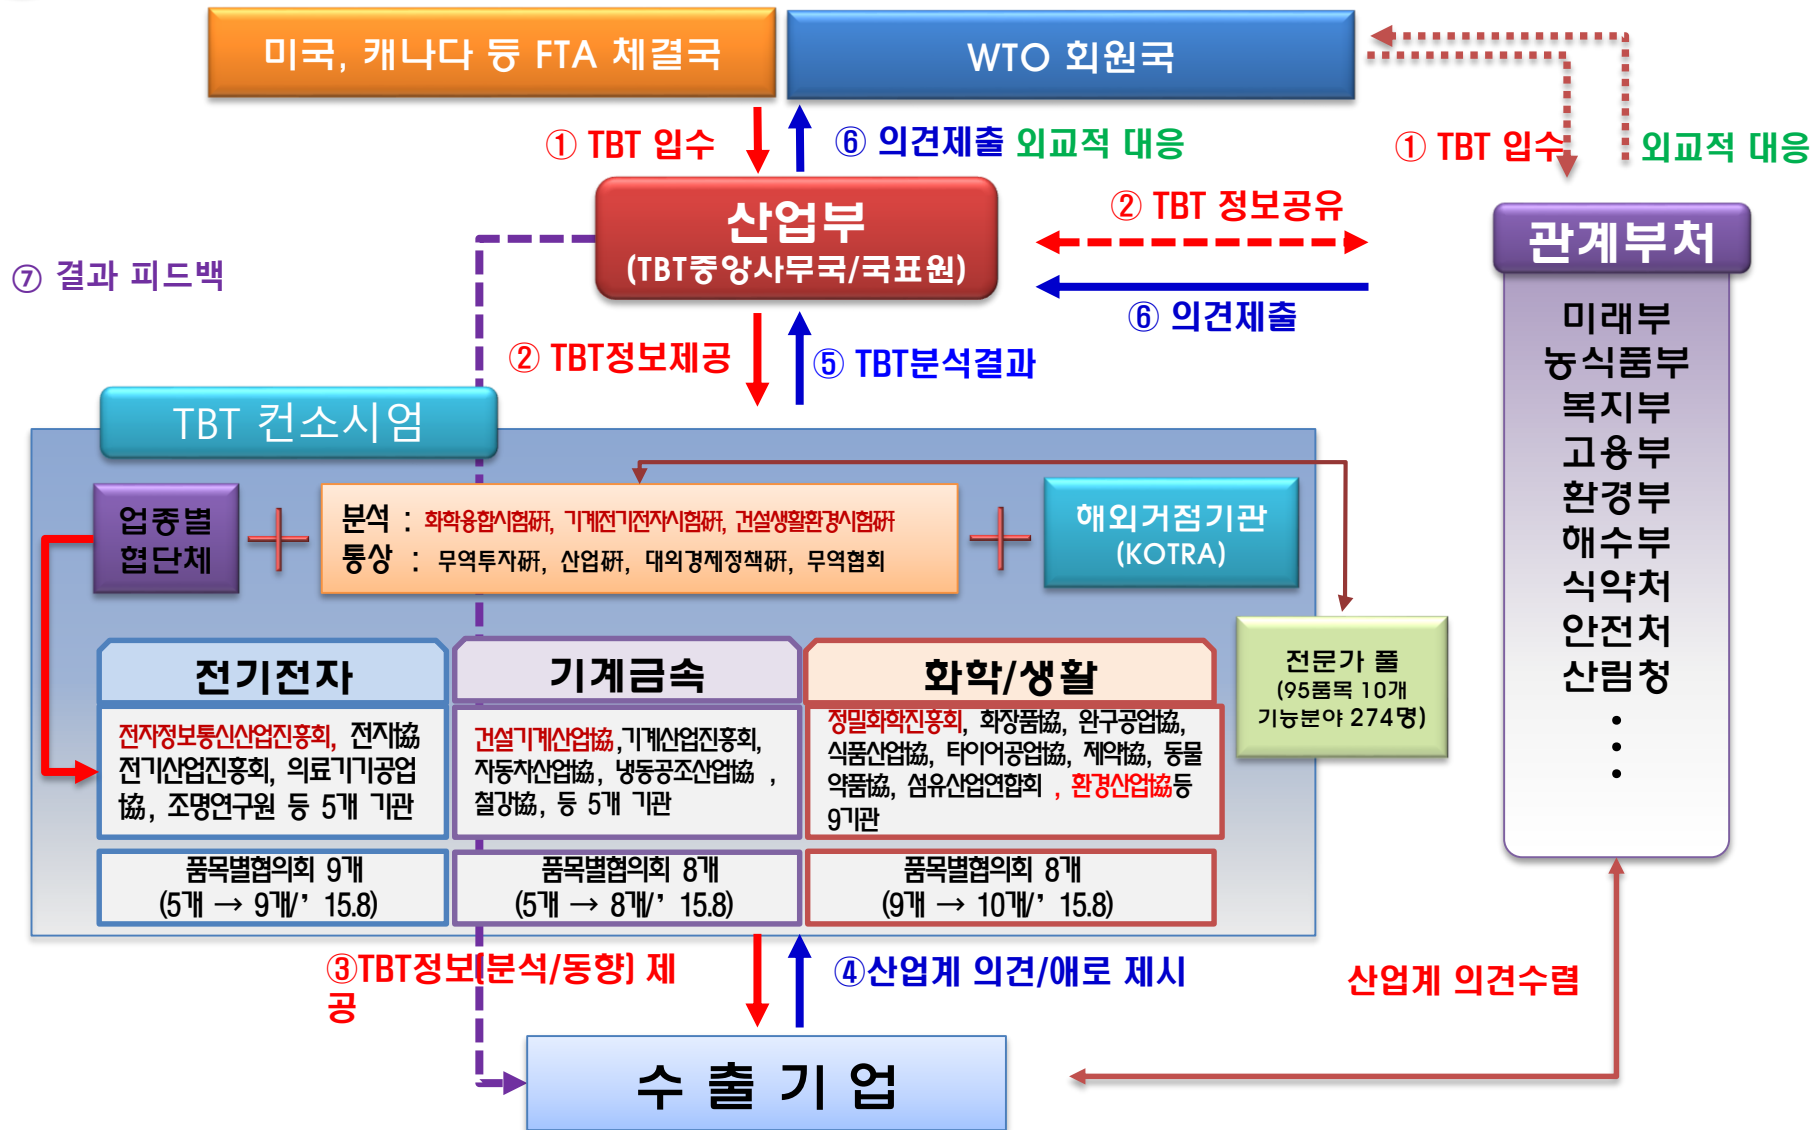 미국, 캐나다 등 FTA 체결국
WTO 회원국
① TBT 입수
⑥ 의견제출 외교적 대응
① TBT 입수
외교적 대응
산업부
(TBT중앙사무국/국표원)
② TBT 정보공유
⑥ 의견제출
관계부처
미래부
농식품부
복지부
고용부
환경부
해수부
식약처
안전처
산림청
⑦ 결과 피드백
② TBT정보제공
⑤ TBT분석결과
TBT 컨소시엄
업종별
협단체
분석 : 화학융합시험硏, 기계전기전자시험硏, 건설생활환경시험硏
통상 : 무역투자硏, 산업硏, 대외경제정책硏, 무역협회
해외거점기관
(KOTRA)
전문가 풀
(95품목 10개
기능분야 274명)
전기전자
전자정보통신산업진흥회, 전자協
전기산업진흥회, 의료기기공업
協, 조명연구원 등 5개 기관
품목별협의회 9개
(5개 → 9개/’ 15.8)
기계금속
건설기계산업協,기계산업진흥회,
자동차산업協, 냉동공조산업協 ,
철강協, 등 5개 기관
품목별협의회 8개
(5개 → 8개/’ 15.8)
화학/생활
정밀화학진흥회, 화장품協, 완구공업協,
식품산업協, 타이어공업協, 제약協, 동물
약품協, 섬유산업연합회 , 환경산업協등
9기관
품목별협의회 8개
(9개 → 10개/’ 15.8)
③TBT정보(분석/동향) 제
공
④산업계 의견/애로 제시
산업계 의견수렴
수 출 기 업